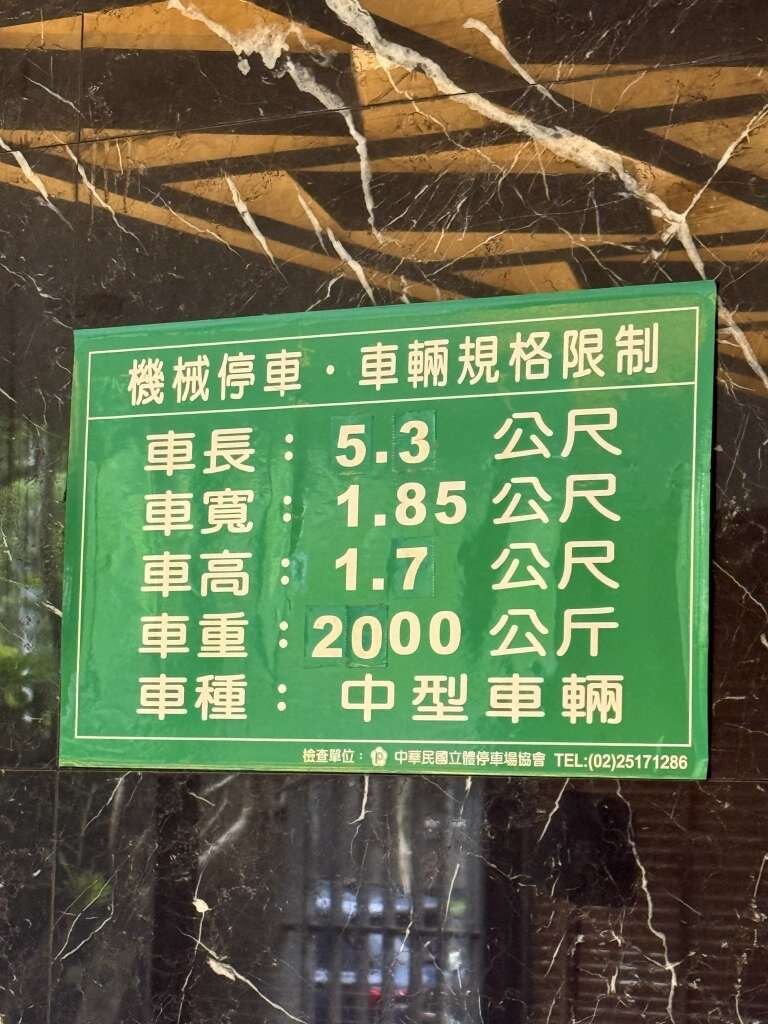 機械停車・車輛規格限制
車長：5.3 公尺
車寬：1.85 公尺
車高：1.7 公尺
車重：2000 公斤
車種：中型車輛
檢查單位：P 中華民國立體停車場協會 TEL:(02)25171286